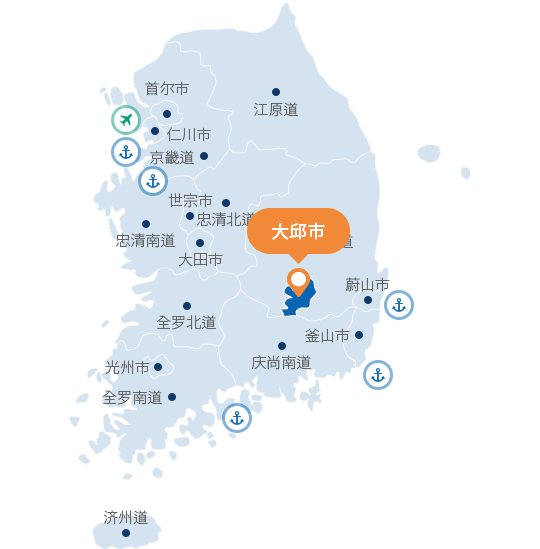 首尔市
江原道
仁川市
京畿道
世宗市
忠清北道
大邱市
道
忠清南道
大田市
蔚山市
全罗北道
釜山市
庆尚南道
光州市
全罗南道
济州道